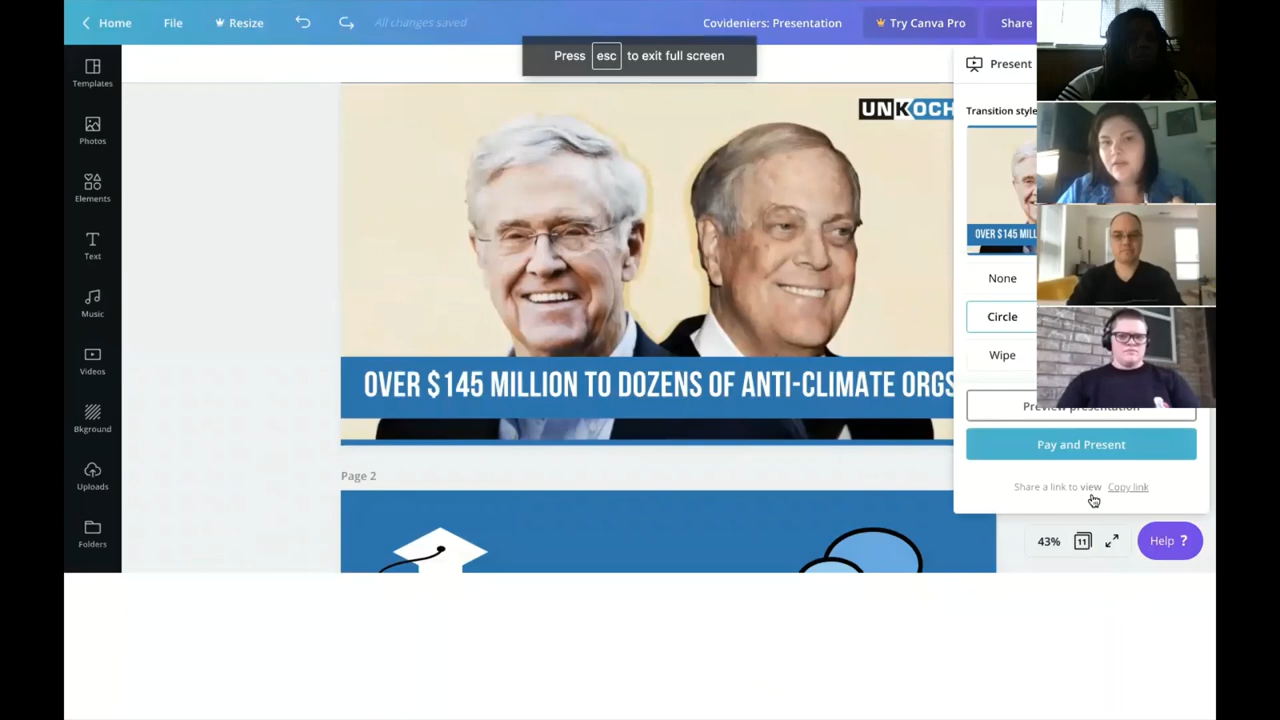 Home
File
Resize
All changes saved
Covideniers: Presentation
Try Canva Pro
Share
Press esc to exit full screen
Templates
Photos
Elements
Text
Music
Videos
Bkground
Uploads
Folders
UNKOCH
OVER $145 MILLION TO DOZENS OF ANTI-CLIMATE ORGS
Page 2
Present
Transition style
OVER $145 MILL
None
Circle
Wipe
Preview presentation
Pay and Present
Share a link to view Copy link
43%
11
Help ?